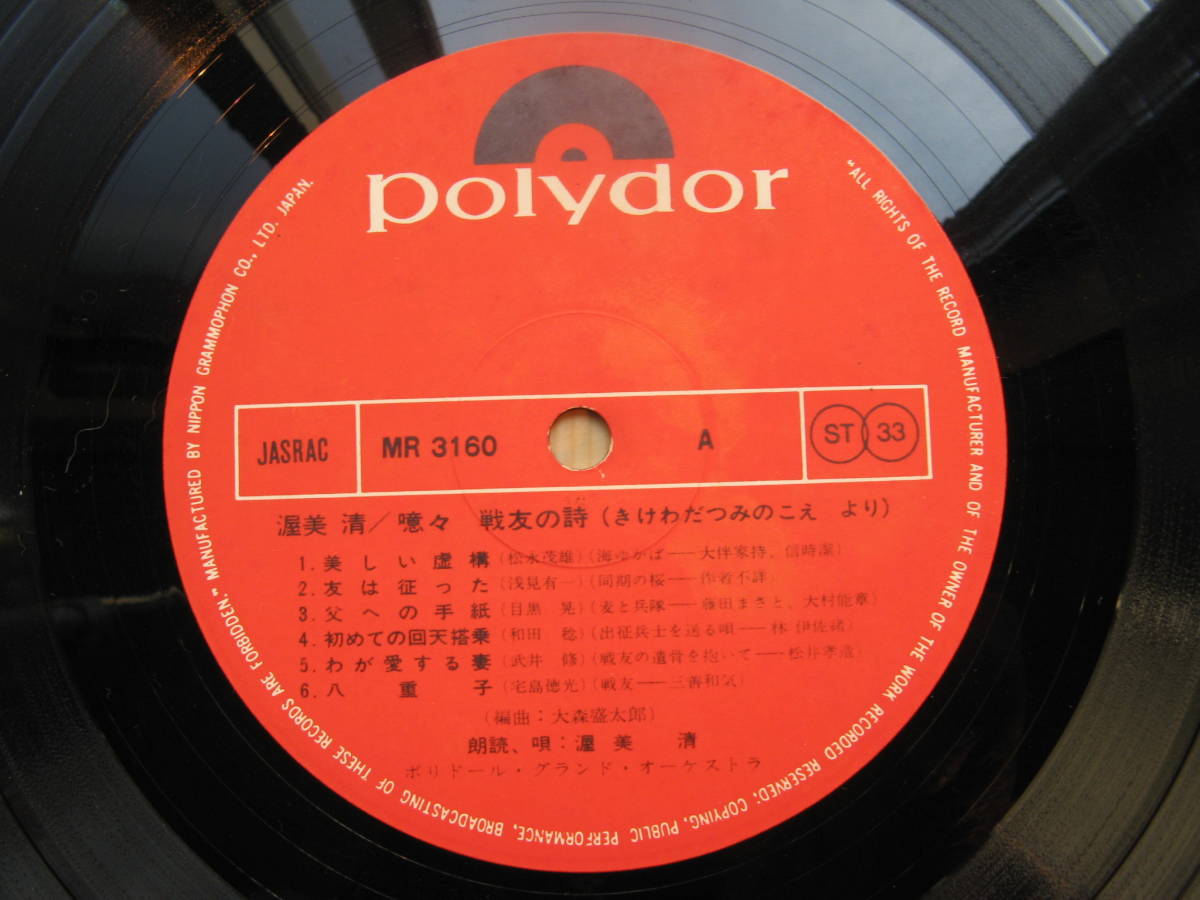 polydor
JASRAC
MR 3160
A
ST 33
渥美 清/噫々 戦友の詩(きけわだつみのこえ より)
1. 美しい虚構(松永茂雄)(海ゆかば——大伴家持、信時潔)
2. 友は征った(浅見有一)(同期の桜——作者不詳)
3. 父への手紙(目黒 晃)(麦と兵隊——藤田まさと、大村能章)
4. 初めての回天搭乗(和田 稔)(出征兵士を送る唄——林 伊佐緒)
5. わが愛する妻(武井 修)(戦友の遺骨を抱いて——松井孝造)
6. 八重子(宅島徳光)(戦友——三善和気)
(編曲:大森盛太郎)
朗読、唄:渥美 清
ポリドール・グランド・オーケストラ
"ALL RIGHTS OF THE RECORD MANUFACTURER AND OF THE OWNER OF THE WORK RECORDED RESERVED; COPYING, PUBLIC PERFORMANCE, BROADCASTING OF THESE RECORDS ARE FORBIDDEN." MANUFACTURED BY NIPPON GRAMMOPHON CO., LTD. JAPAN.